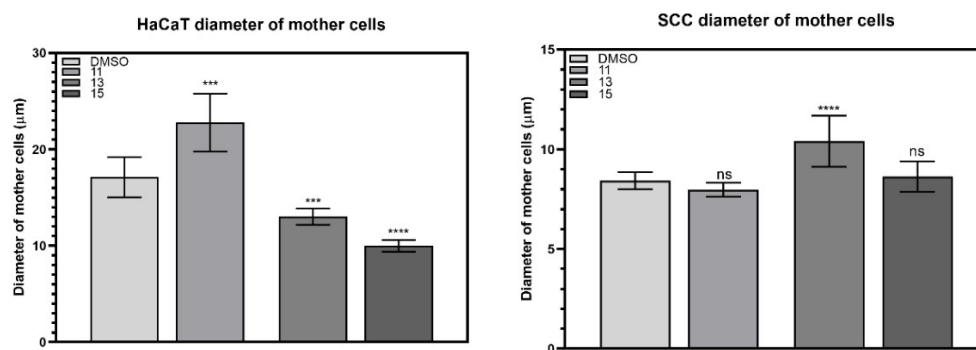 HaCaT diameter of mother cells
Diameter of mother cells (μm)
30
20
10
0
DMSO
11
13
15
***
***
****
SCC diameter of mother cells
Diameter of mother cells (μm)
15
10
5
0
DMSO
11
13
15
ns
****
ns